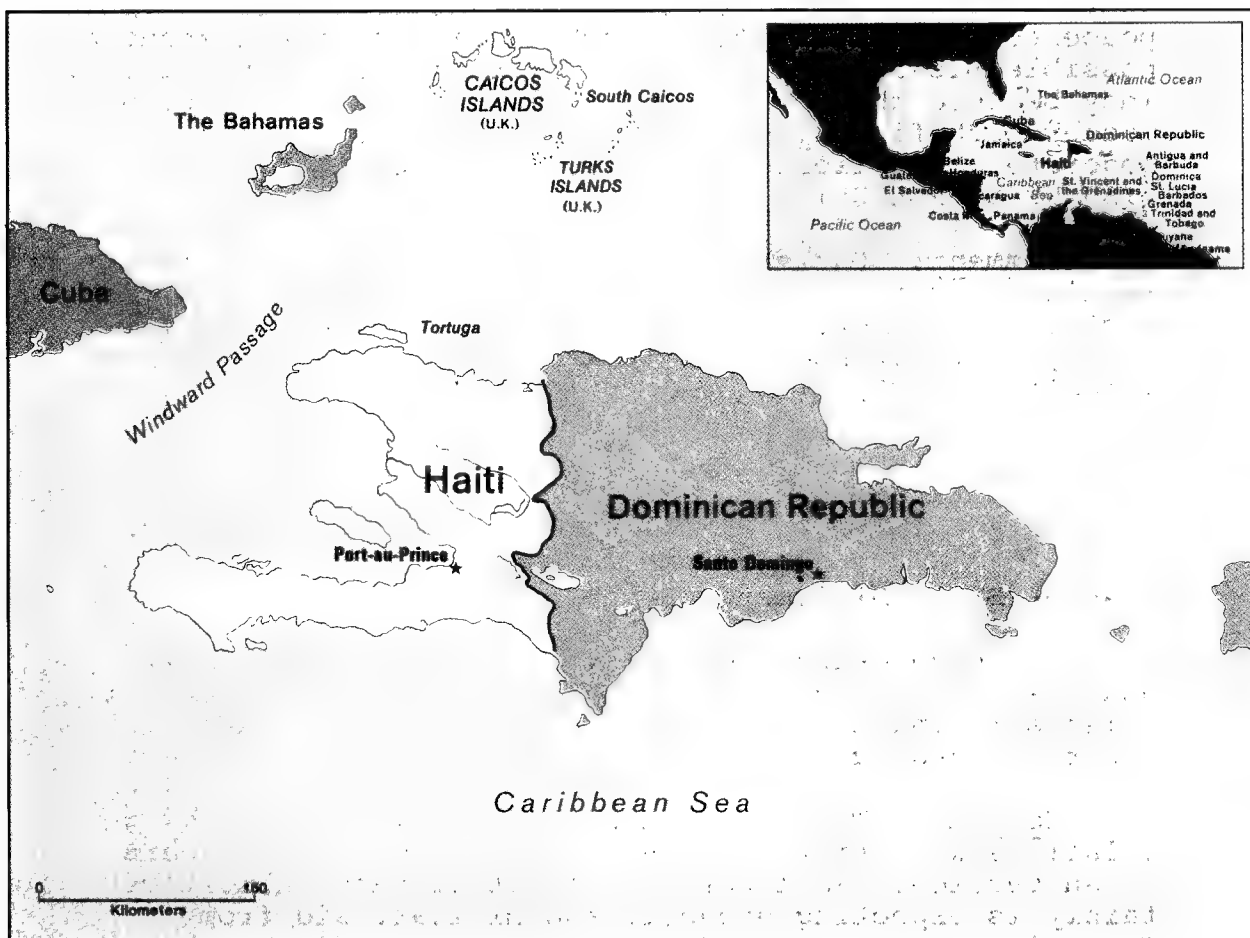 CAICOS
ISLANDS
(U.K.)
South Caicos
The Bahamas
TURKS
ISLANDS
(U.K.)
Cuba
Windward Passage
Tortuga
Haiti
Dominican Republic
Port-au-Prince
Santo Domingo
Caribbean Sea
0 150
Kilometers
Atlantic Ocean
The Bahamas
Cuba
Dominican Republic
Jamaica
Haiti
Belize
Honduras
Antigua and
Barbuda
Dominica
St. Lucia
Barbados
Grenada
Trinidad and
Tobago
El Salvador
Caribbean
Sea
St. Vincent and
the Grenadines
Costa
Panama
Pacific Ocean